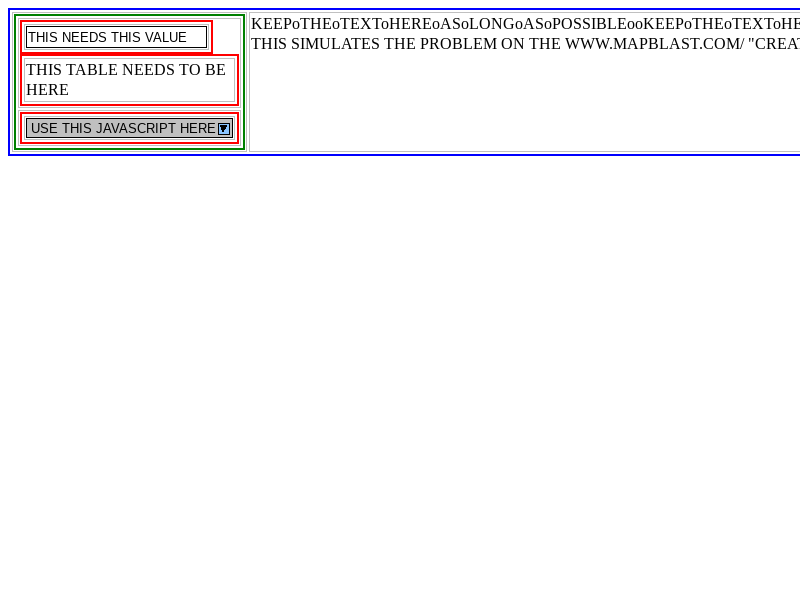 THIS NEEDS THIS VALUE
THIS TABLE NEEDS TO BE
HERE
USE THIS JAVASCRIPT HERE
KEEPoTHEoTEXToHEREoASoLONGoASoPOSSIBLEooKEEPoTHEoTEXToHE
THIS SIMULATES THE PROBLEM ON THE WWW.MAPBLAST.COM/ "CREAT